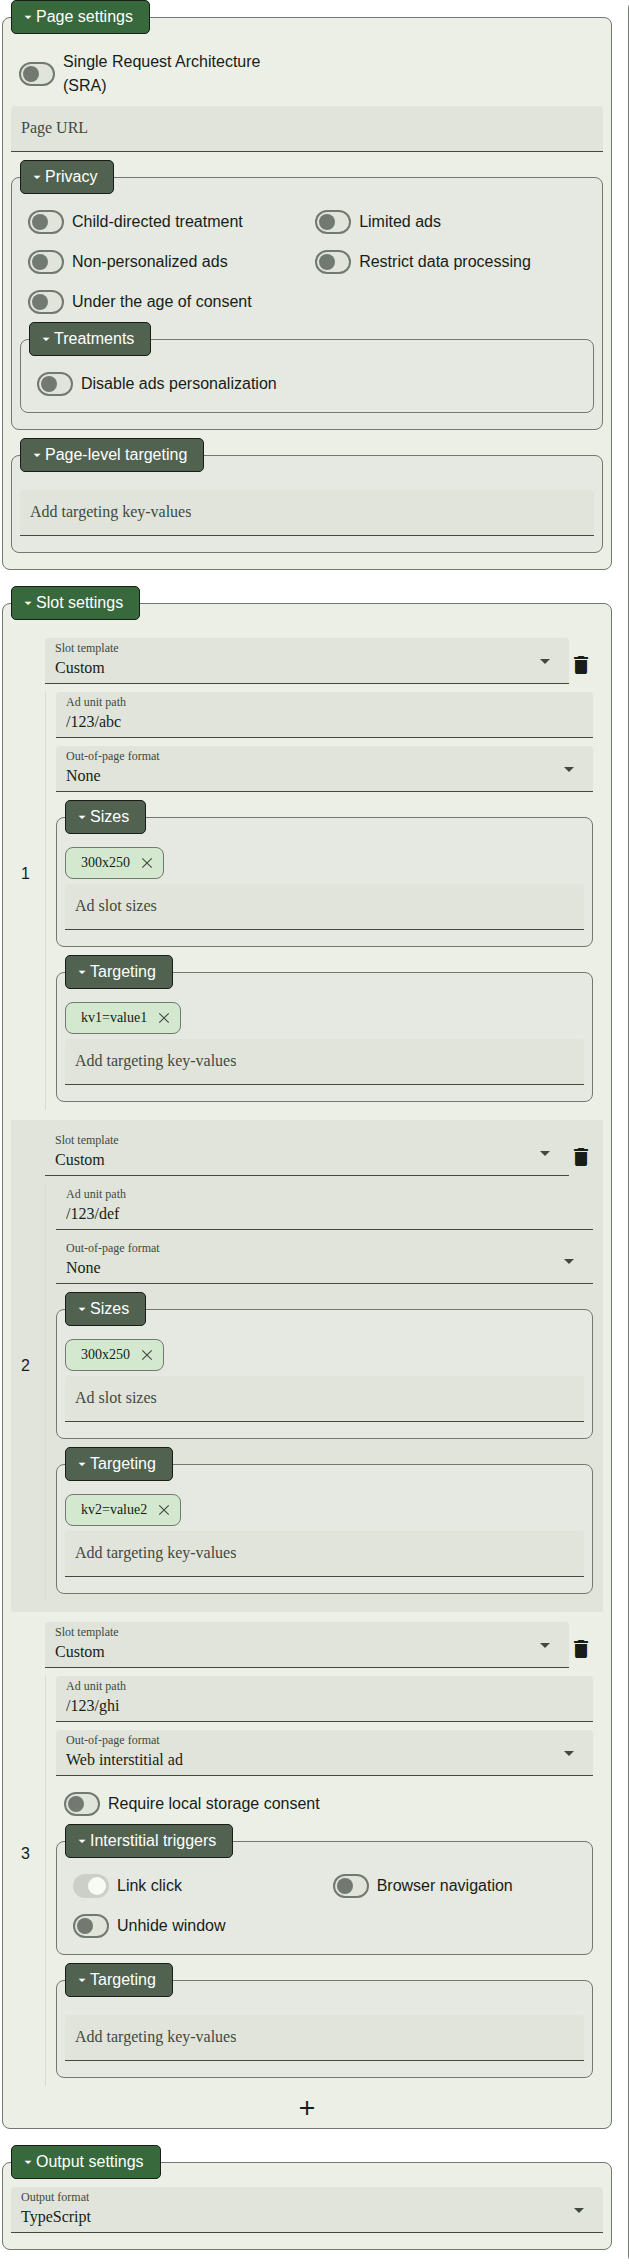 Page settings
Single Request Architecture
(SRA)
Page URL
Privacy
Child-directed treatment
Limited ads
Non-personalized ads
Restrict data processing
Under the age of consent
Treatments
Disable ads personalization
Page-level targeting
Add targeting key-values
Slot settings
Slot template
Custom
Ad unit path
/123/abc
Out-of-page format
None
Sizes
300x250
1
Ad slot sizes
Targeting
kv1=value1
Add targeting key-values
Slot template
Custom
Ad unit path
/123/def
Out-of-page format
None
Sizes
300x250
2
Ad slot sizes
Targeting
kv2=value2
Add targeting key-values
Slot template
Custom
Ad unit path
/123/ghi
Out-of-page format
Web interstitial ad
Require local storage consent
Interstitial triggers
3
Link click
Browser navigation
Unhide window
Targeting
Add targeting key-values
+
Output settings
Output format
TypeScript